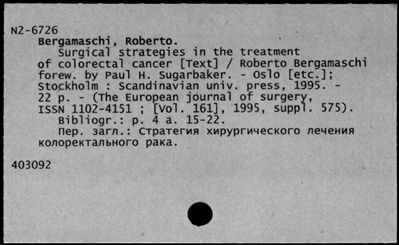 N2-6726
Bergamaschi, Roberto.
Surgical strategies in the treatment
of colorectal cancer [Text] / Roberto Bergamaschi
forew. by Paul H. Sugarbaker. - Oslo [etc.];
Stockholm : Scandinavian univ. press, 1995. -
22 p. - (The European journal of surgery,
ISSN 1102-4151 ; [Vol. 161], 1995, suppl. 575).
Bibliogr.: p. 4 а. 15-22.
Пер. загл.: Стратегия хирургического лечения
колоректального рака.
403092